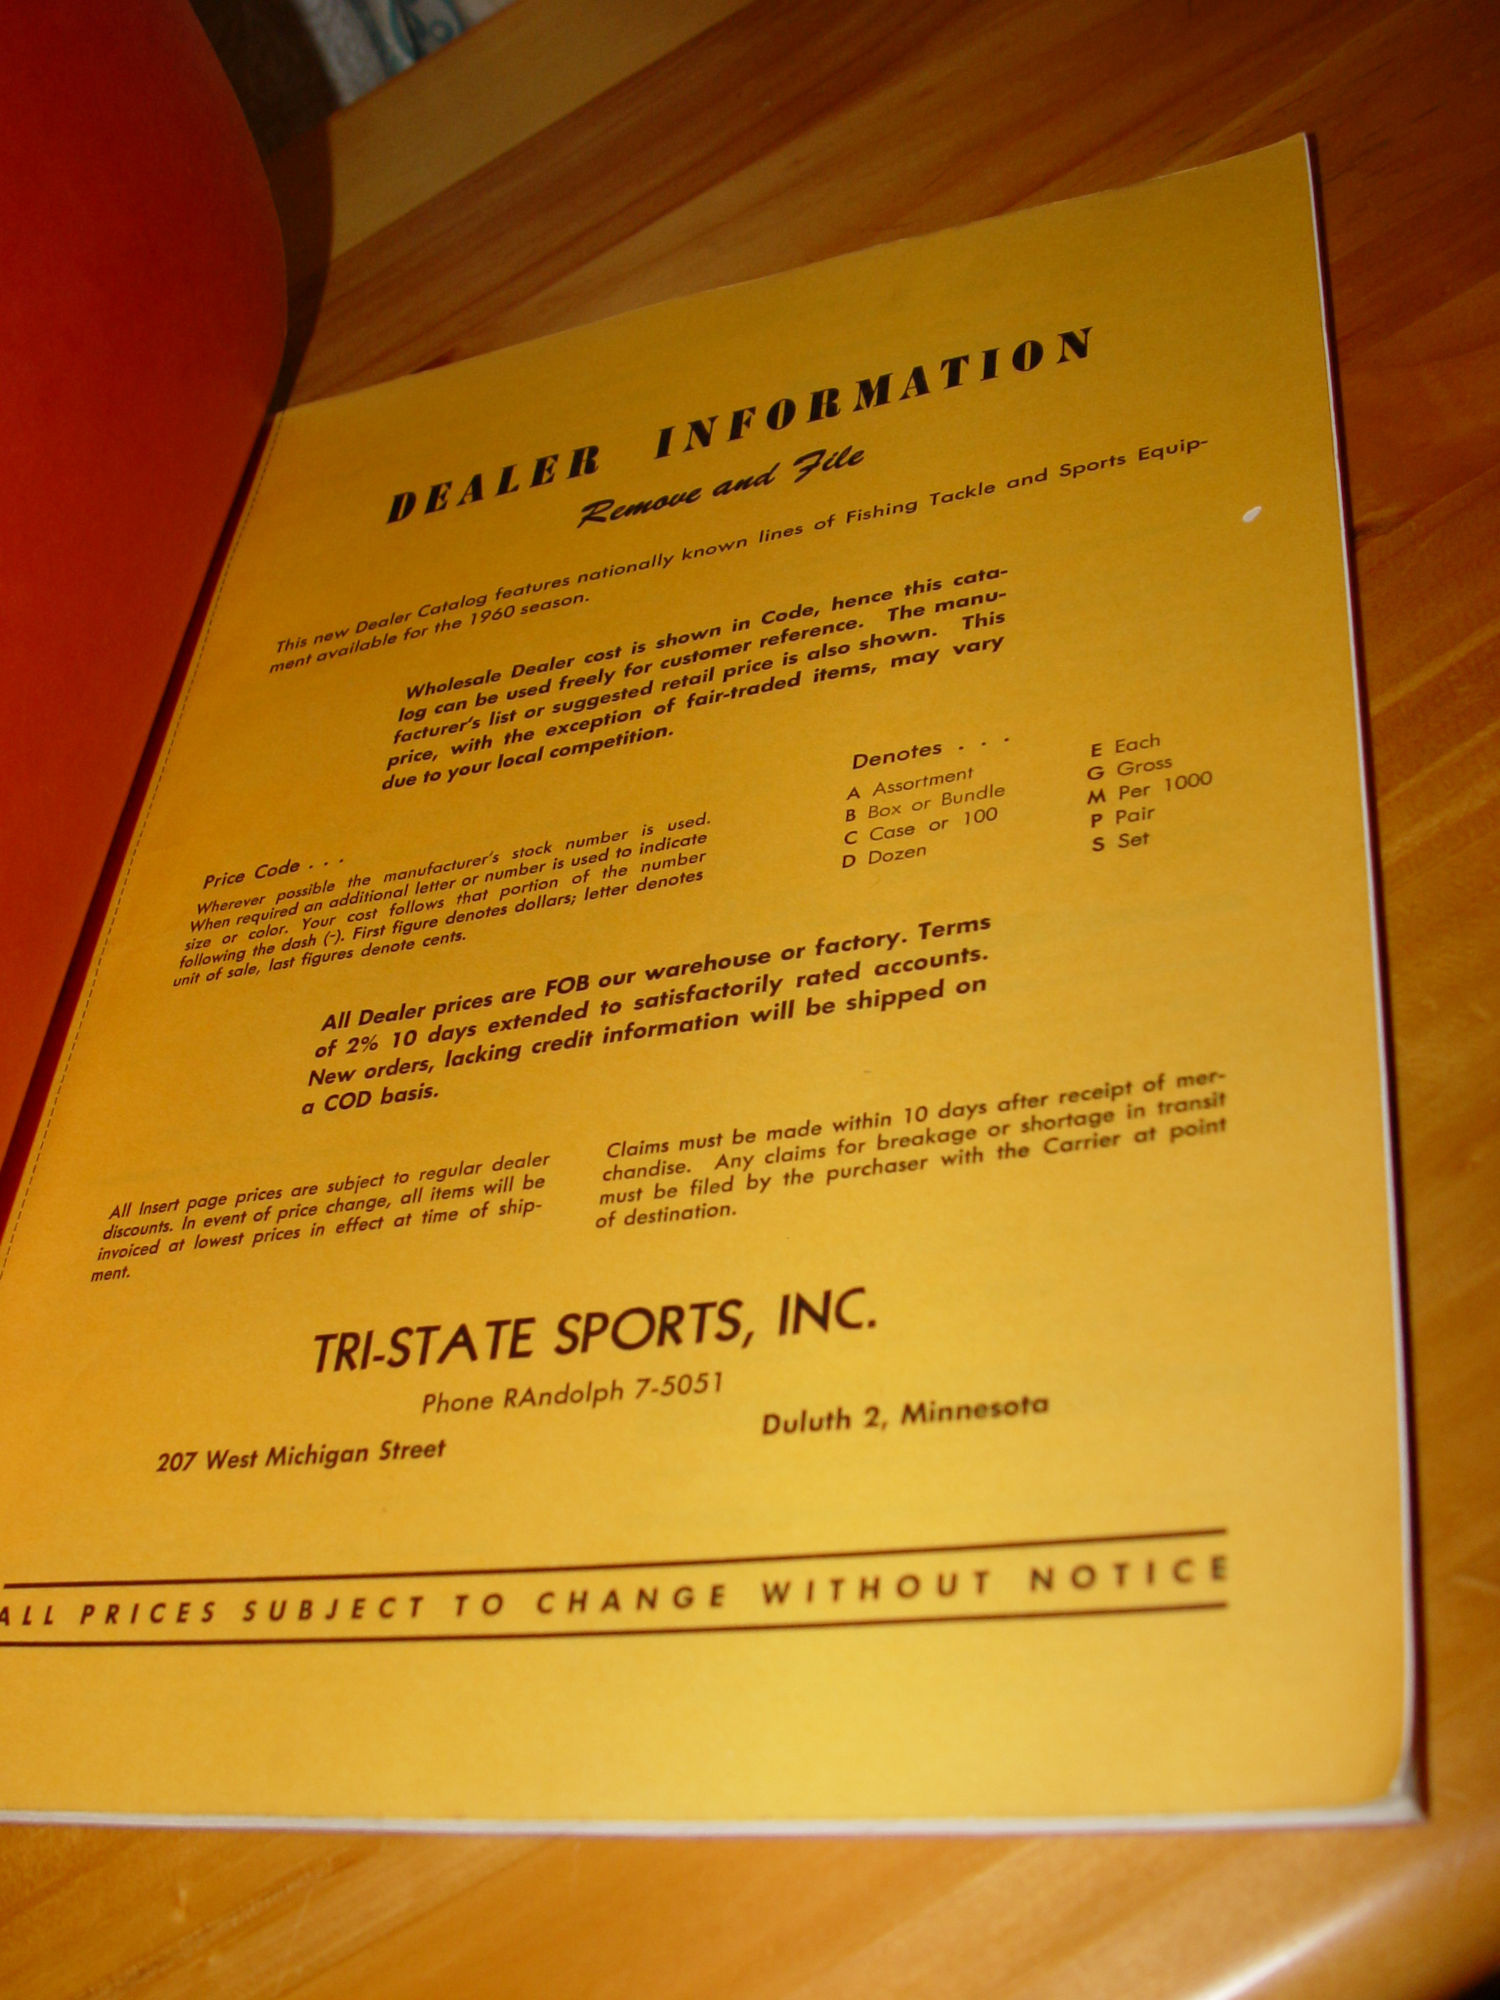 DEALER INFORMATION
Remove and File
This new Dealer Catalog features nationally known lines of Fishing Tackle and Sports Equip-
ment available for the 1960 season.
Wholesale Dealer cost is shown in Code, hence this cata-
log can be used freely for customer reference. The manu-
facturer's list or suggested retail price is also shown. This
price, with the exception of fair-traded items, may vary
due to your local competition.
Price Code . . .
Wherever possible the manufacturer's stock number is used.
When required an additional letter or number is used to indicate
size or color. Your cost follows that portion of the number
following the dash (-). First figure denotes dollars; letter denotes
unit of sale, last figures denote cents.
Denotes . . .
A Assortment
B Box or Bundle
C Case or 100
D Dozen
E Each
G Gross
M Per 1000
P Pair
S Set
All Dealer prices are FOB our warehouse or factory. Terms
of 2% 10 days extended to satisfactorily rated accounts.
New orders, lacking credit information will be shipped on
a COD basis.
All Insert page prices are subject to regular dealer
discounts. In event of price change, all items will be
invoiced at lowest prices in effect at time of ship-
ment.
Claims must be made within 10 days after receipt of mer-
chandise. Any claims for breakage or shortage in transit
must be filed by the purchaser with the Carrier at point
of destination.
TRI-STATE SPORTS, INC.
Phone RAndolph 7-5051
207 West Michigan Street
Duluth 2, Minnesota
ALL PRICES SUBJECT TO CHANGE WITHOUT NOTICE